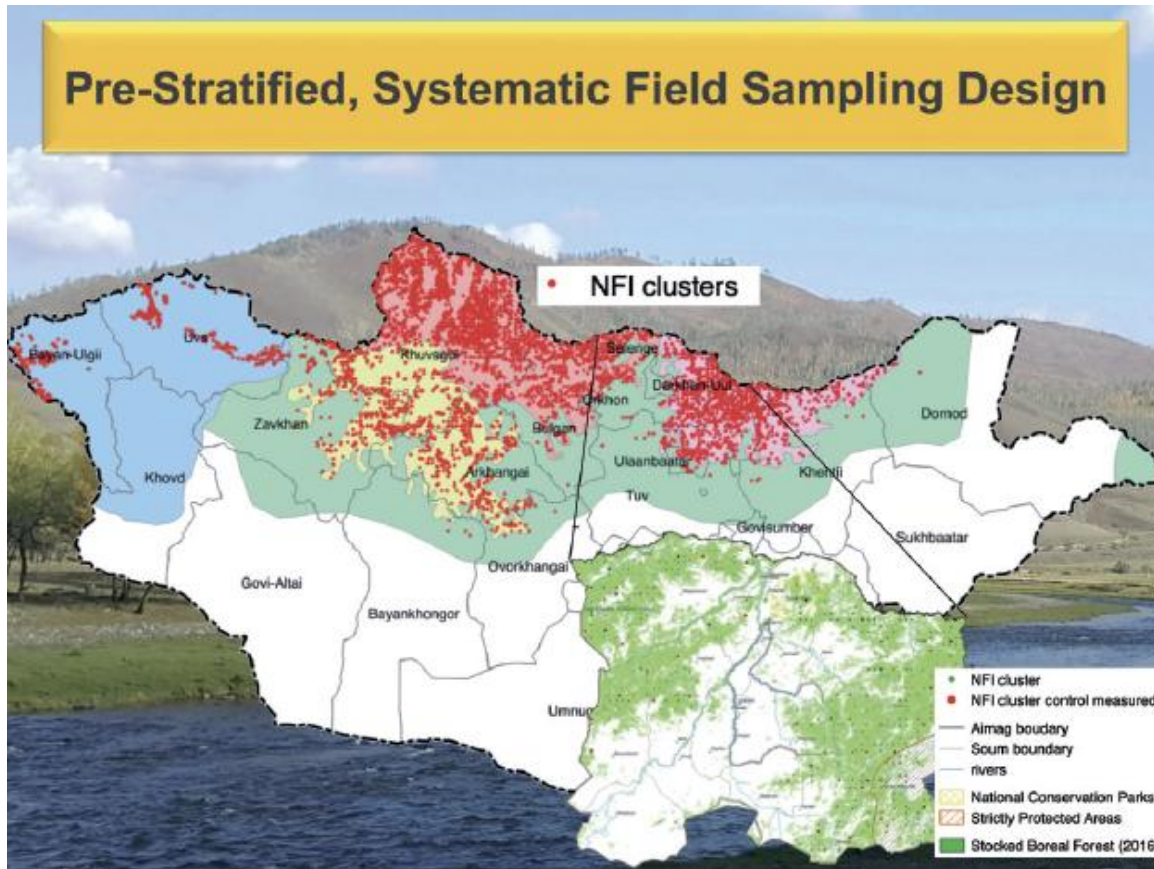 Pre-Stratified, Systematic Field Sampling Design
NFI clusters
Bayan-Ulgii
Uvs
Khuvsgul
Selenge
Darkhan-Uul
Orkhon
Dornod
Zavkhan
Bulgan
Arkhangai
Ulaanbaatar
Khentii
Khovd
Tuv
Govisumber
Sukhbaatar
Ovorkhangai
Govi-Altai
Bayankhongor
Umnug
NFI cluster
NFI cluster control measured
Aimag boudary
Soum boundary
rivers
National Conservation Parks
Strictly Protected Areas
Stocked Boreal Forest (2016